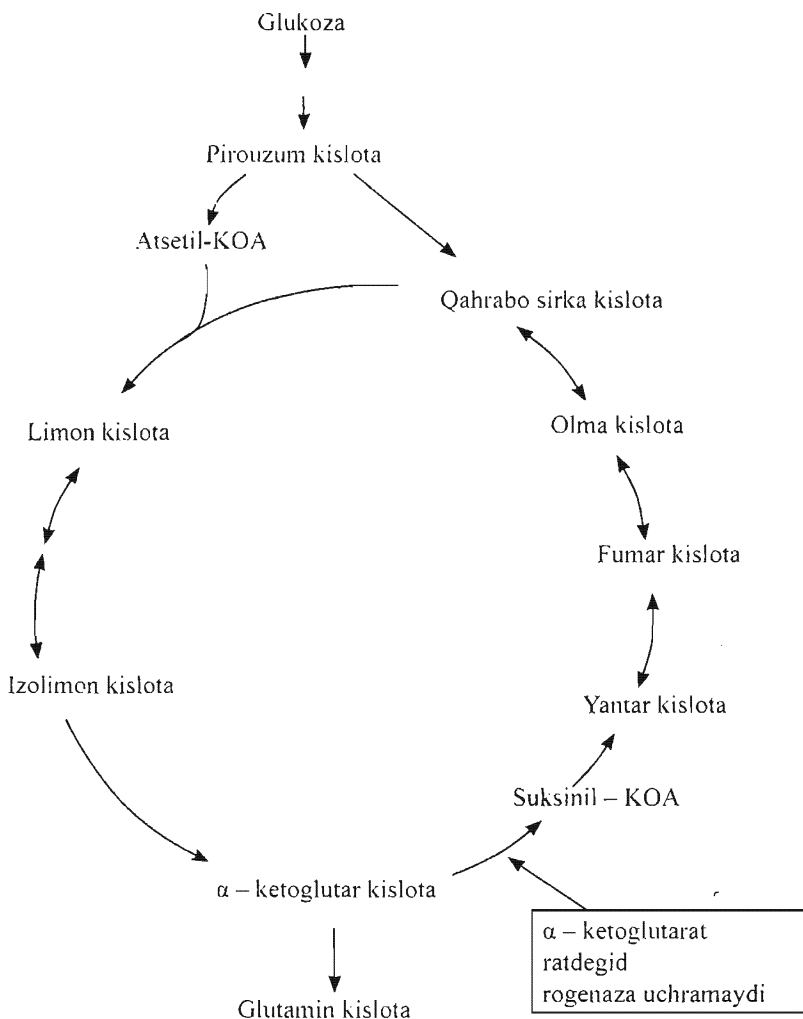 Glukoza
Pirouzum kislota
Atsetil-KOA
Qahrabo sirka kislota
Limon kislota
Olma kislota
Fumar kislota
Izolimon kislota
Yantar kislota
Suksinil – KOA
α – ketoglutar kislota
α – ketoglutarat
ratdegid
rogenaza uchramaydi
Glutamin kislota